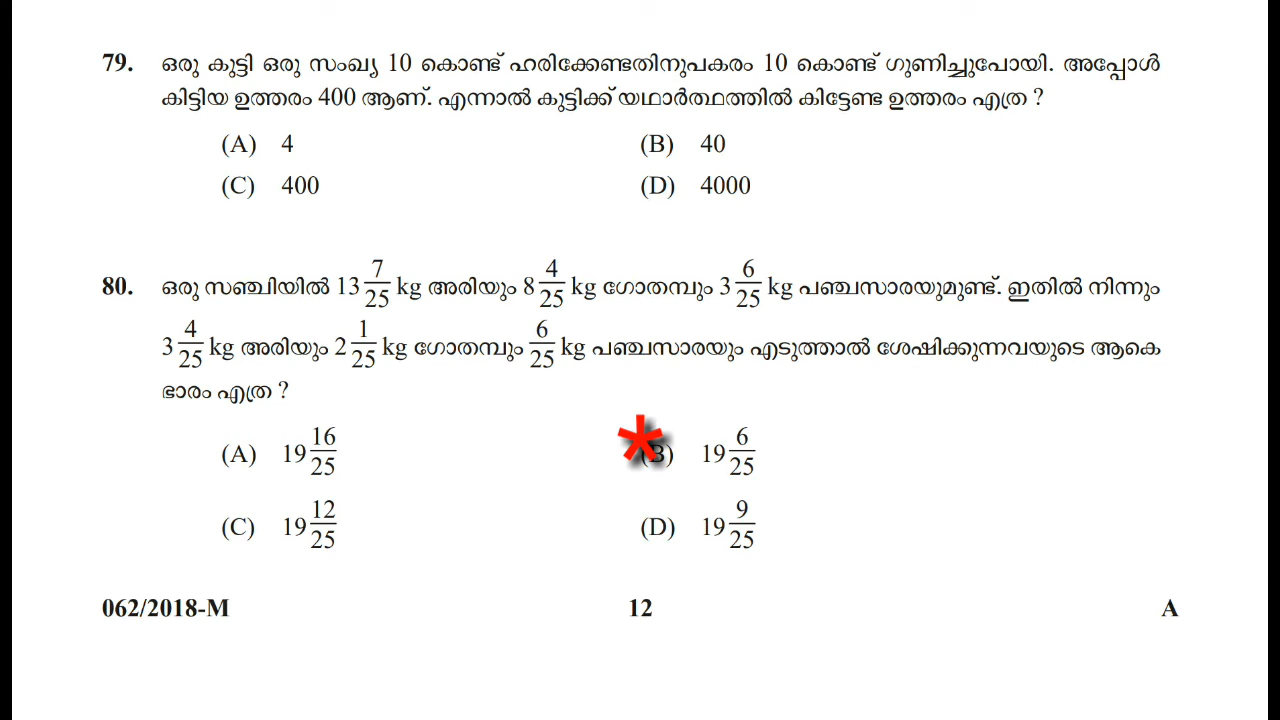 79. ഒരു കുട്ടി ഒരു സംഖ്യ 10 കൊണ്ട് ഹരിക്കേണ്ടതിനുപകരം 10 കൊണ്ട് ഗുണിച്ചുപോയി. അപ്പോൾ
കിട്ടിയ ഉത്തരം 400 ആണ്. എന്നാൽ കുട്ടിക്ക് യഥാർത്ഥത്തിൽ കിട്ടേണ്ട ഉത്തരം എത്ര ?
(A) 4 (B) 40
(C) 400 (D) 4000
80. ഒരു സഞ്ചിയിൽ 13 7/25 kg അരിയും 8 4/25 kg ഗോതമ്പും 3 6/25 kg പഞ്ചസാരയുമുണ്ട്. ഇതിൽ നിന്നും
3 4/25 kg അരിയും 2 1/25 kg ഗോതമ്പും 6/25 kg പഞ്ചസാരയും എടുത്താൽ ശേഷിക്കുന്നവയുടെ ആകെ
ഭാരം എത്ര ?
(A) 19 16/25 (B) 19 6/25
(C) 19 12/25 (D) 19 9/25
062/2018-M 12 A